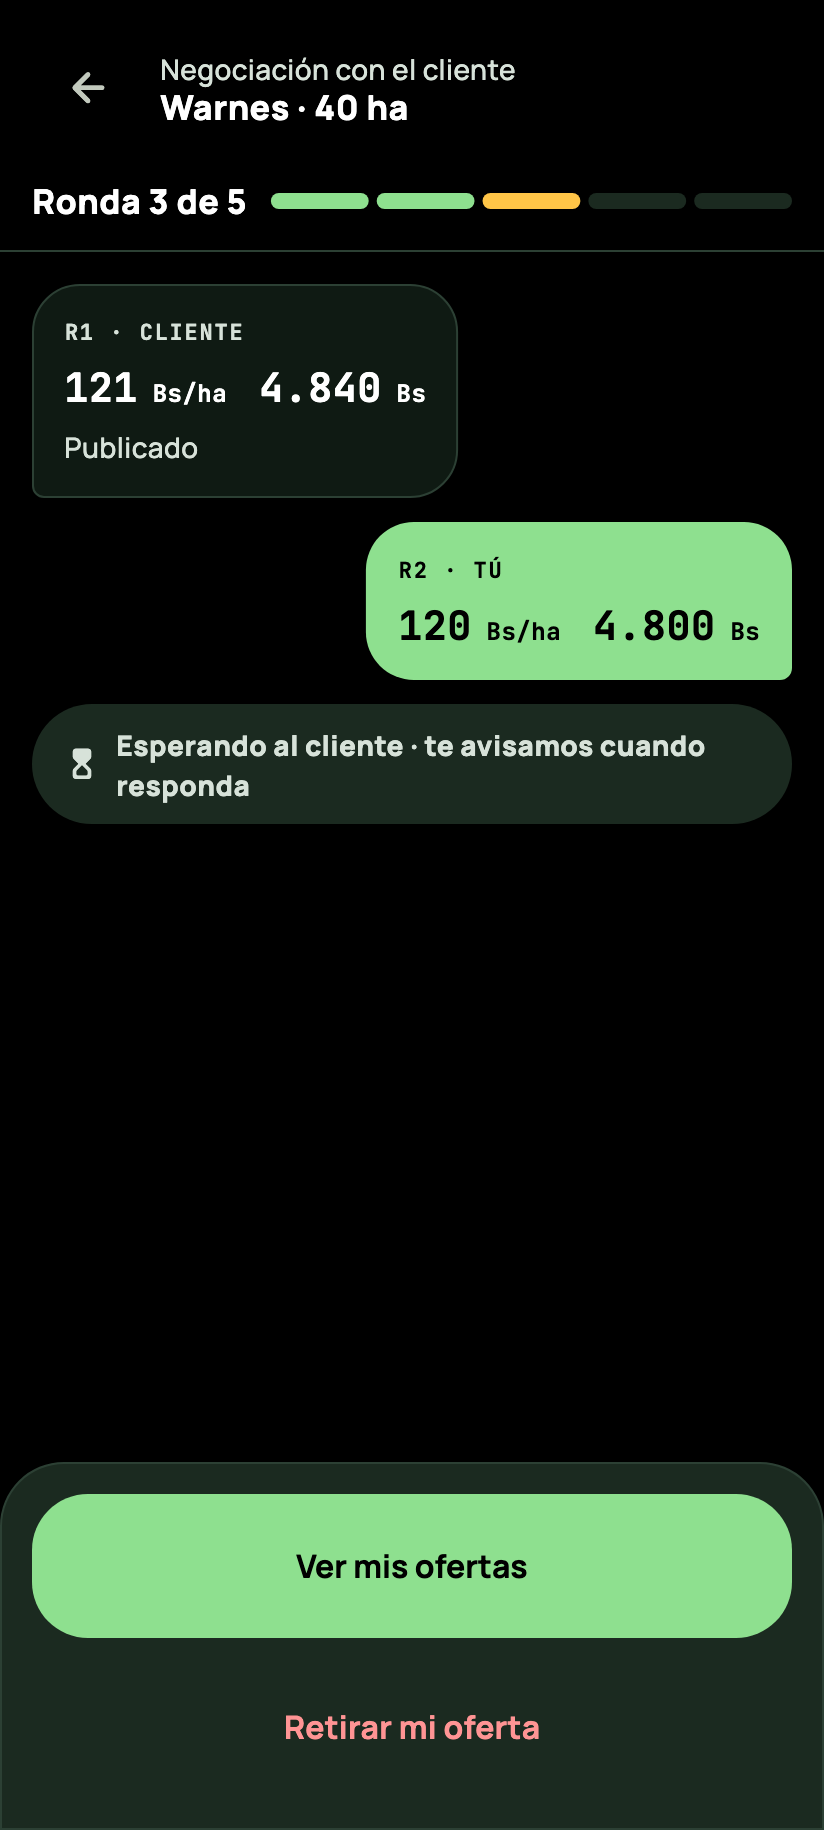 Negociación con el cliente
Warnes · 40 ha
Ronda 3 de 5
R1 · CLIENTE
121 Bs/ha 4.840 Bs
Publicado
R2 · TÚ
120 Bs/ha 4.800 Bs
Esperando al cliente · te avisamos cuando
responda
Ver mis ofertas
Retirar mi oferta